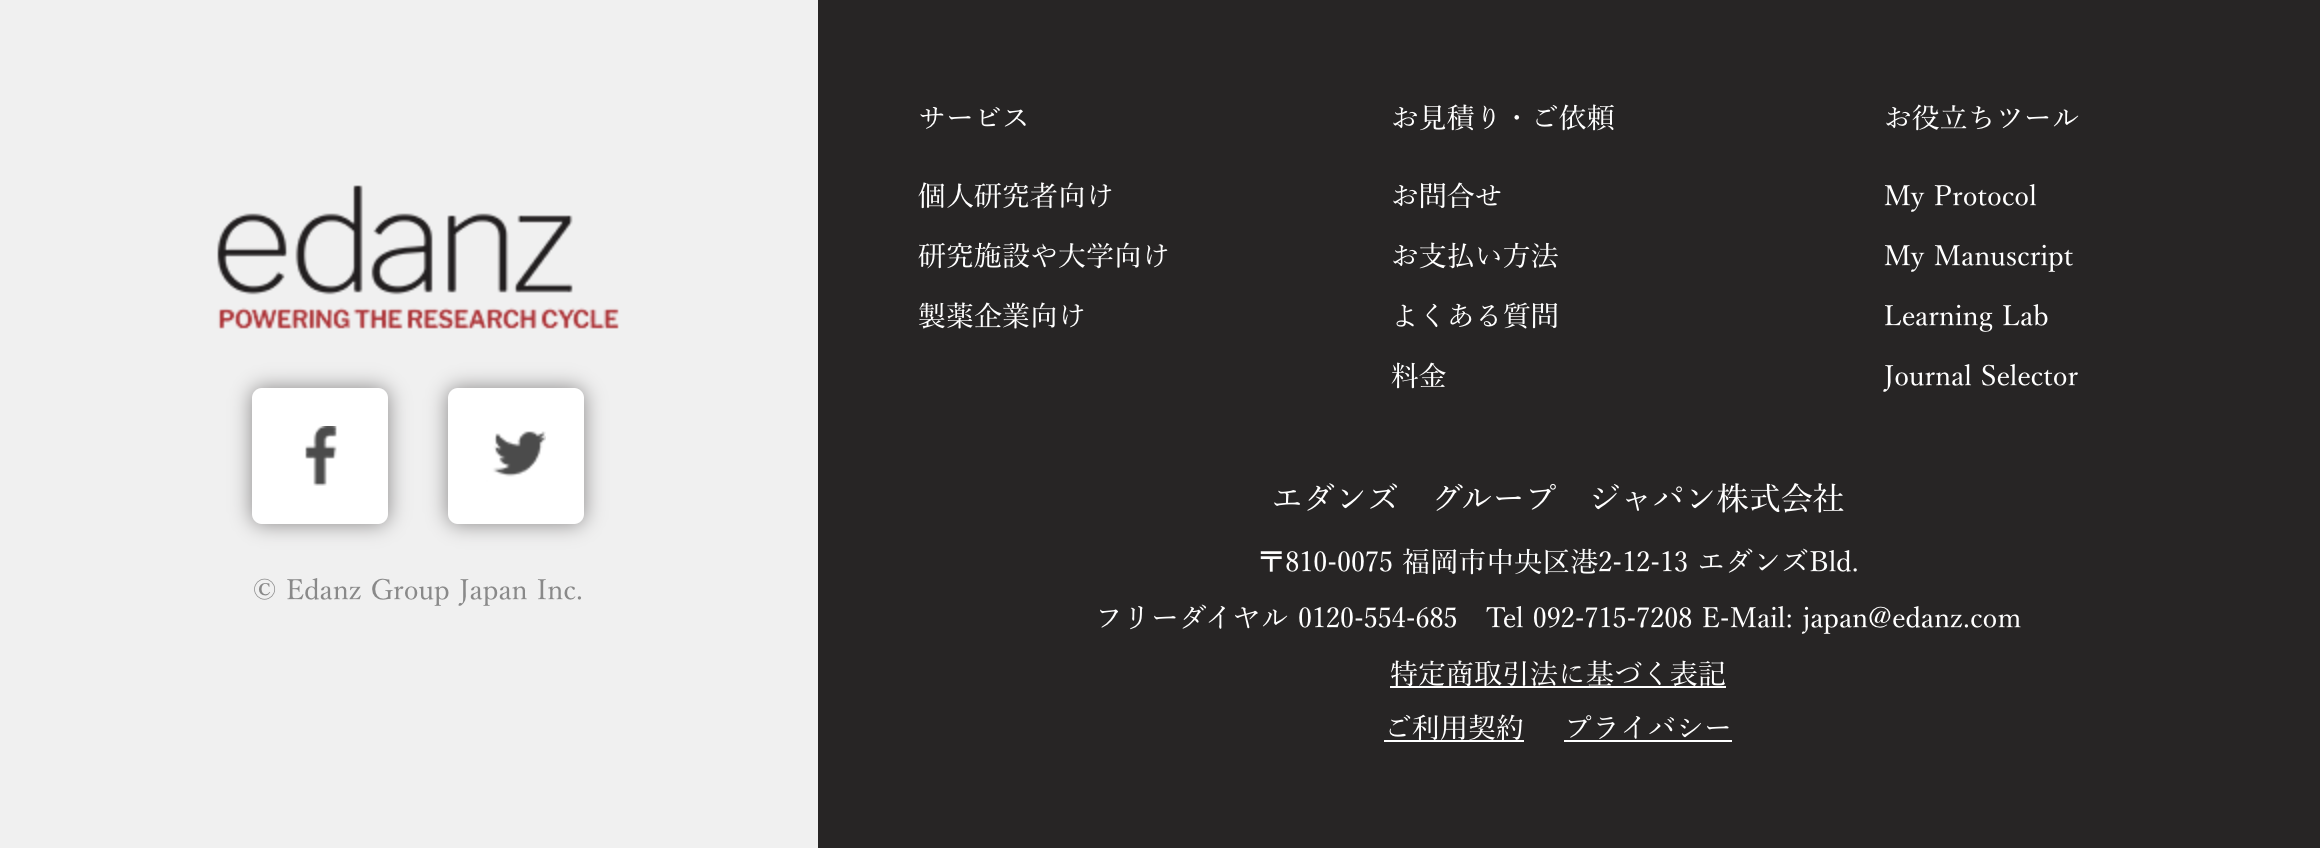 edanz
POWERING THE RESEARCH CYCLE
© Edanz Group Japan Inc.
サービス
個人研究者向け
研究施設や大学向け
製薬企業向け
お見積り・ご依頼
お問合せ
お支払い方法
よくある質問
料金
お役立ちツール
My Protocol
My Manuscript
Learning Lab
Journal Selector
エダンズ　グループ　ジャパン株式会社
〒810-0075 福岡市中央区港2-12-13 エダンズBld.
フリーダイヤル 0120-554-685　Tel 092-715-7208 E-Mail: japan@edanz.com
特定商取引法に基づく表記
ご利用契約　プライバシー